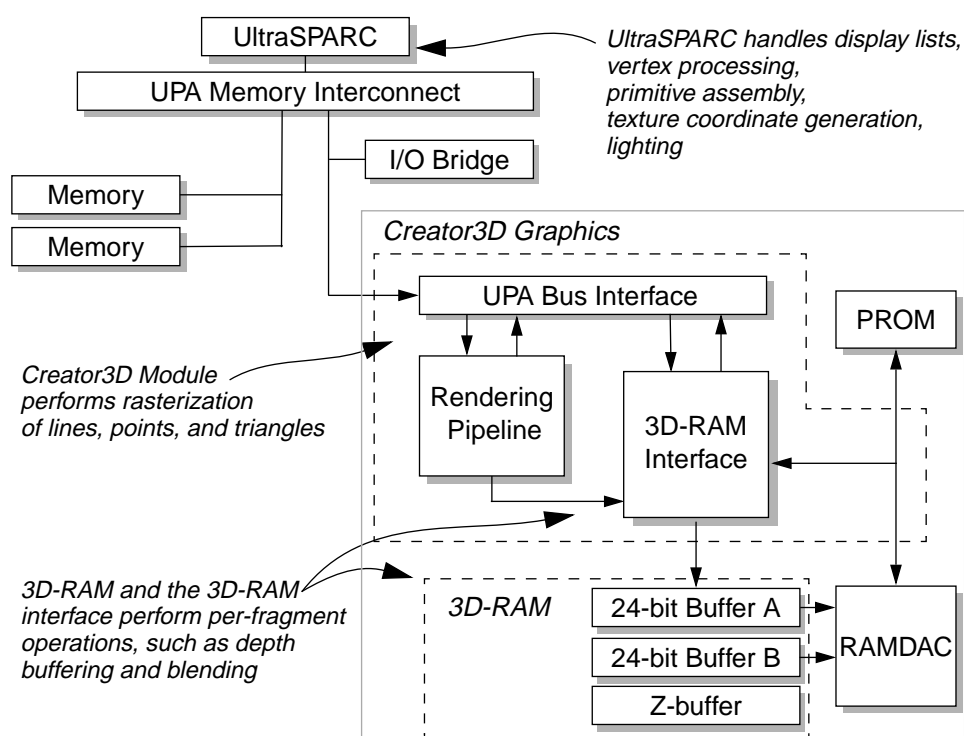 UltraSPARC
UltraSPARC handles display lists,
vertex processing,
primitive assembly,
texture coordinate generation,
lighting
UPA Memory Interconnect
I/O Bridge
Memory
Memory
Creator3D Graphics
UPA Bus Interface
PROM
Creator3D Module
performs rasterization
of lines, points, and triangles
Rendering
Pipeline
3D-RAM
Interface
3D-RAM and the 3D-RAM
interface perform per-fragment
operations, such as depth
buffering and blending
3D-RAM
24-bit Buffer A
24-bit Buffer B
Z-buffer
RAMDAC